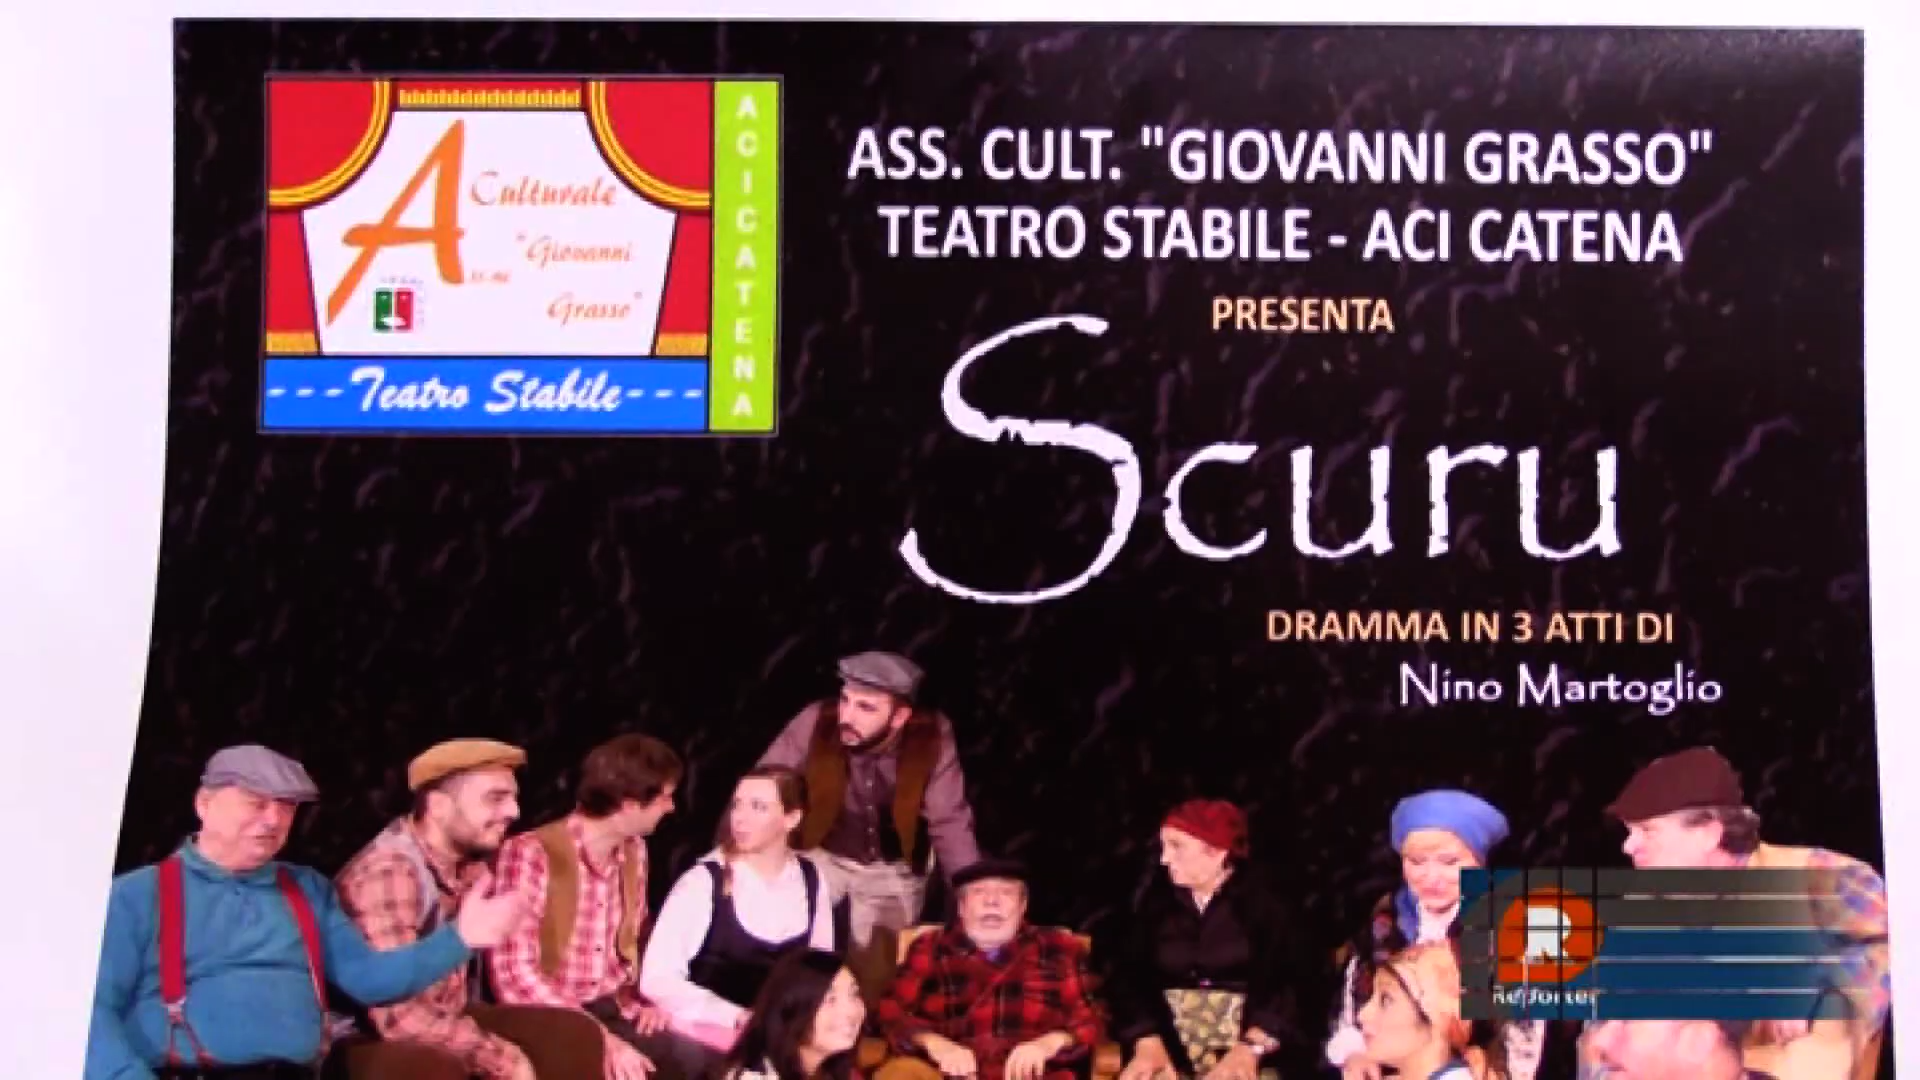 ASS. CULT. "GIOVANNI GRASSO"
TEATRO STABILE - ACI CATENA
PRESENTA
Scuru
DRAMMA IN 3 ATTI DI
Nino Martoglio
A Culturale
"Giovanni
Grasso"
---Teatro Stabile---
ACICATENA
R
Reporter